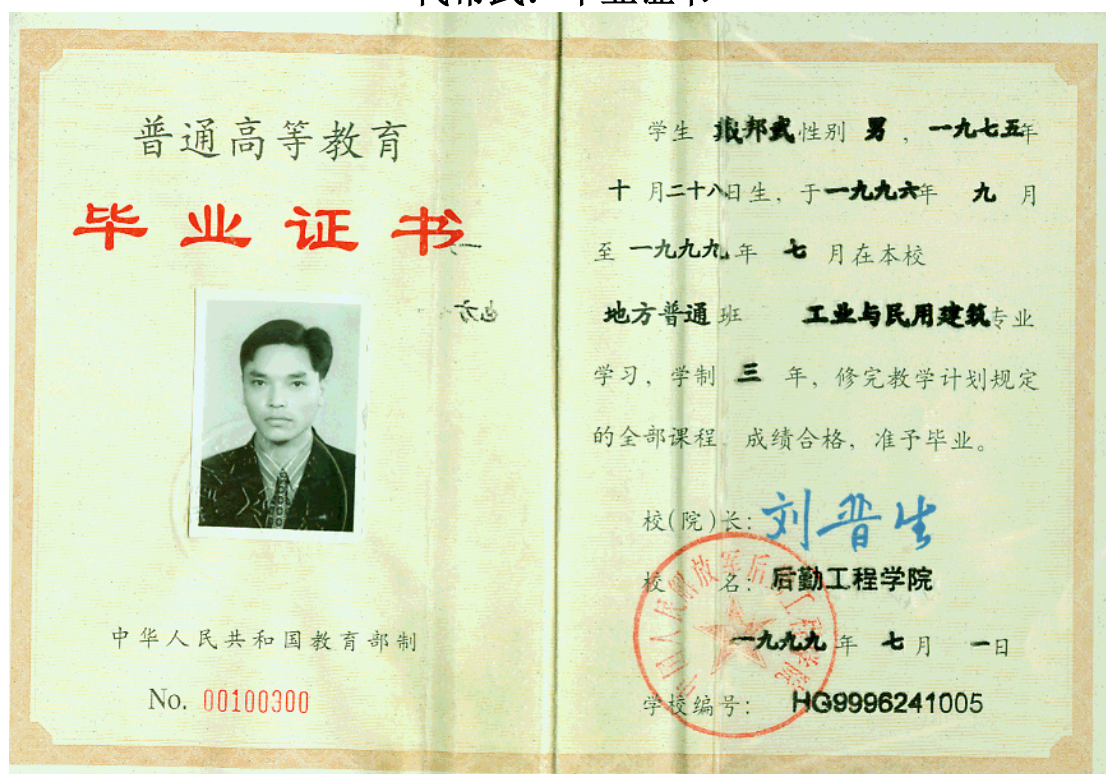 普通高等教育
毕业证书
中华人民共和国教育部制
No. 00100300
学生 戴邦武 性别 男，一九七五年
十月二十八日生，于一九九六年 九 月
至 一九九九年 七 月在本校
地方普通班 工业与民用建筑专业
学习，学制 三 年，修完教学计划规定
的全部课程，成绩合格，准予毕业。
校(院)长：刘晋生
校 名：后勤工程学院
一九九九年 七 月 一日
学校编号： HG9996241005